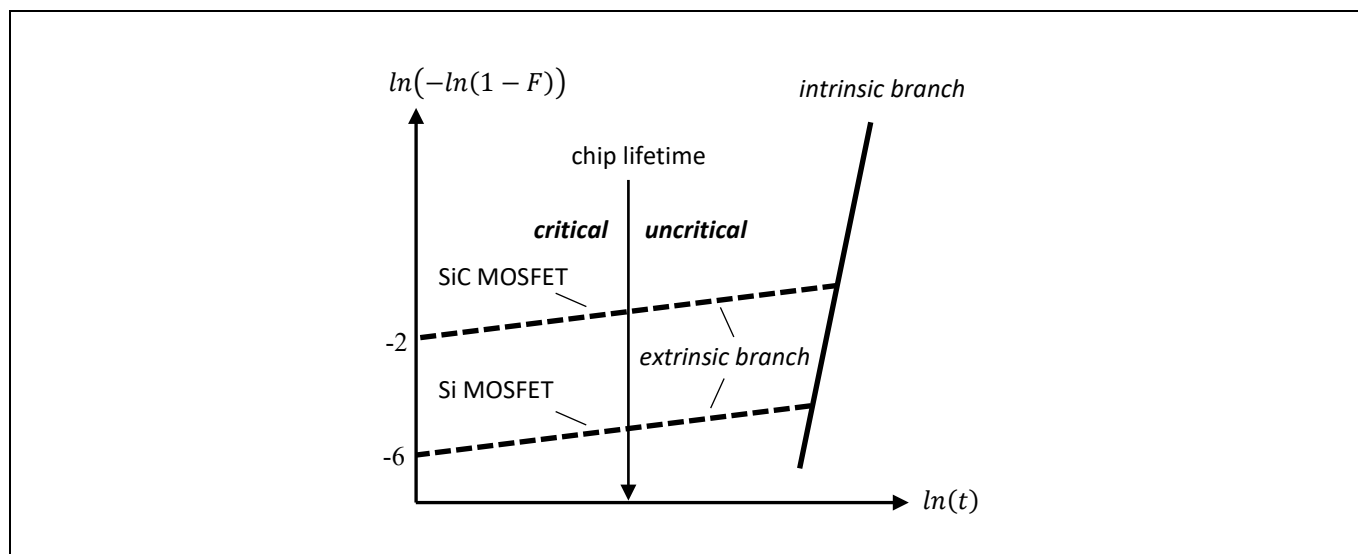 ln(−ln(1 − F))
intrinsic branch
chip lifetime
critical
uncritical
SiC MOSFET
-2
extrinsic branch
Si MOSFET
-6
ln(t)